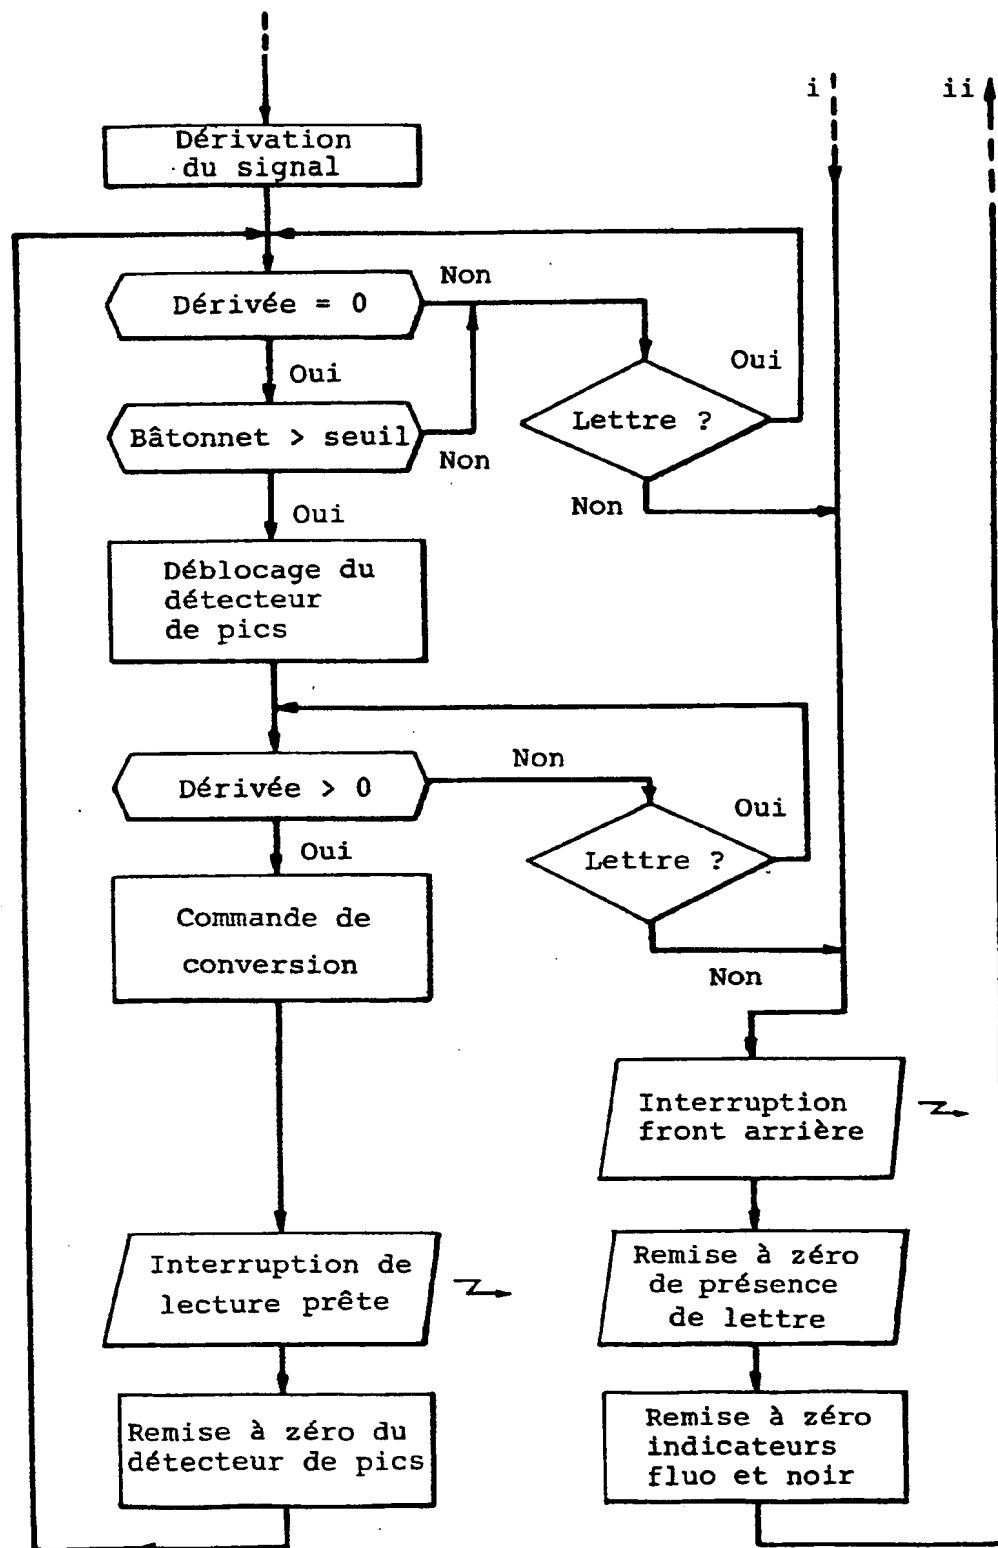 i
ii
Dérivation
du signal
Non
Dérivée = 0
Oui
Oui
Lettre ?
Bâtonnet > seuil
Non
Non
Oui
Déblocage du
détecteur
de pics
Non
Dérivée > 0
Oui
Oui
Lettre ?
Commande de
conversion
Non
Interruption
front arrière
Interruption de
lecture prête
Remise à zéro
de présence
de lettre
Remise à zéro du
détecteur de pics
Remise à zéro
indicateurs
fluo et noir